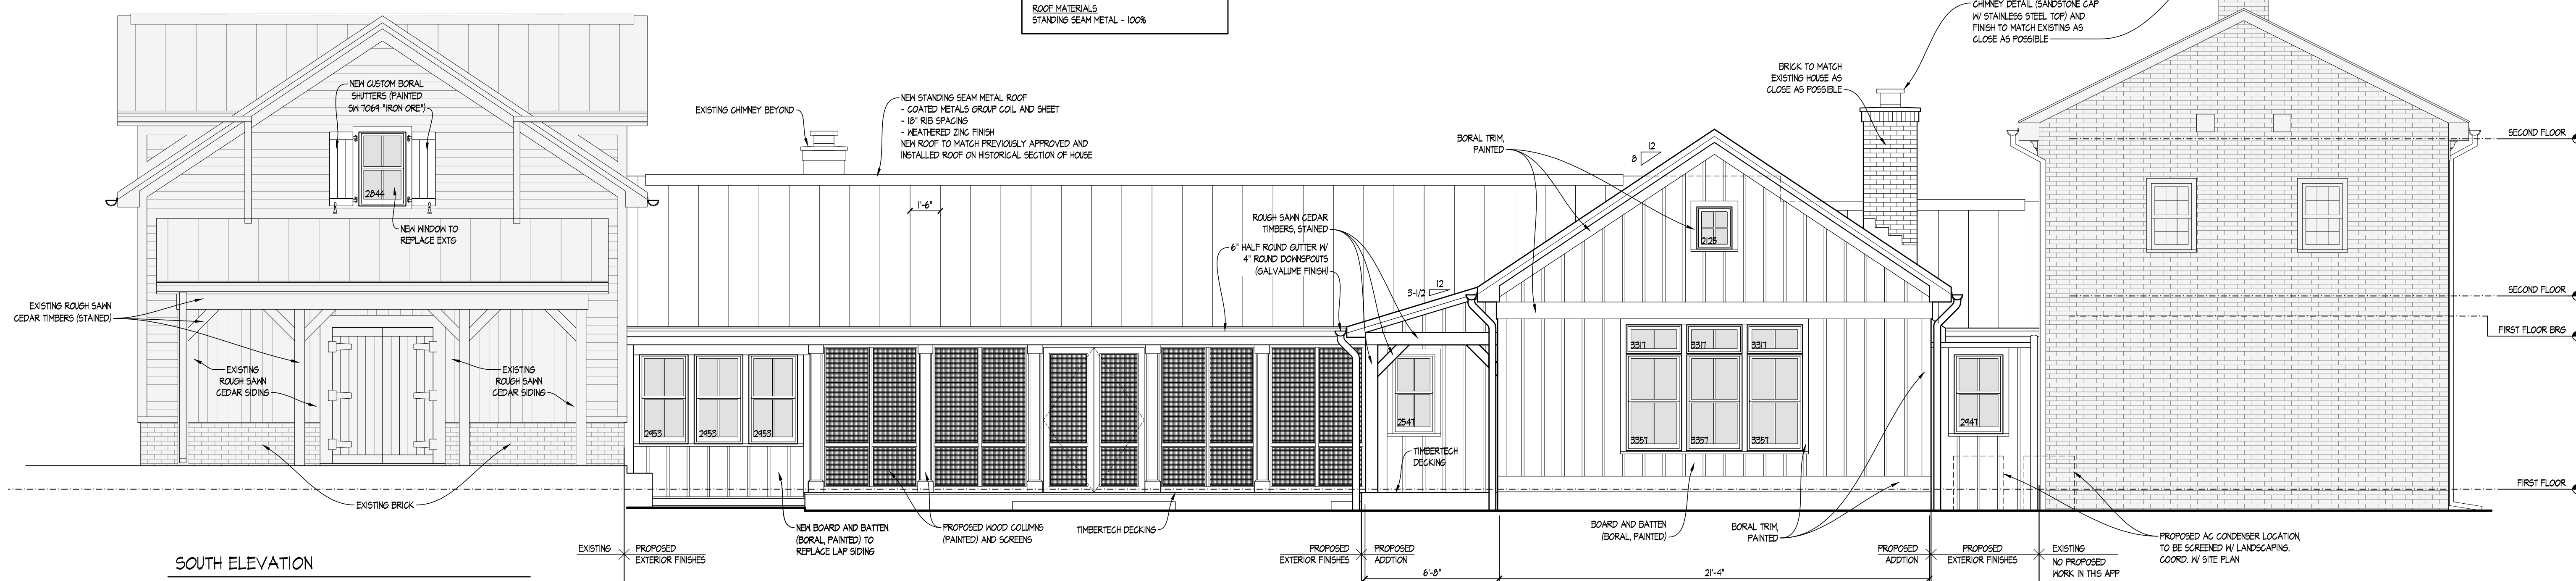 ROOF MATERIALS
STANDING SEAM METAL - 100%
CHIMNEY DETAIL (SANDSTONE CAP
W/ STAINLESS STEEL TOP) AND
FINISH TO MATCH EXISTING AS
CLOSE AS POSSIBLE
BRICK TO MATCH
EXISTING HOUSE AS
CLOSE AS POSSIBLE
NEW CUSTOM BORAL
SHUTTERS (PAINTED
SW 7069 "IRON ORE")
2844
NEW WINDOW TO
REPLACE EXTG
EXISTING CHIMNEY BEYOND
NEW STANDING SEAM METAL ROOF
- COATED METALS GROUP COIL AND SHEET
- 18" RIB SPACING
- WEATHERED ZINC FINISH
NEW ROOF TO MATCH PREVIOUSLY APPROVED AND
INSTALLED ROOF ON HISTORICAL SECTION OF HOUSE
1'-6"
BORAL TRIM,
PAINTED
12
8
2125
ROUGH SAWN CEDAR
TIMBERS, STAINED
6" HALF ROUND GUTTER W/
4" ROUND DOWNSPOUTS
(GALVALUME FINISH)
12
3-1/2
SECOND FLOOR
SECOND FLOOR
FIRST FLOOR BRG
FIRST FLOOR
EXISTING ROUGH SAWN
CEDAR TIMBERS (STAINED)
EXISTING
ROUGH SAWN
CEDAR SIDING
EXISTING
ROUGH SAWN
CEDAR SIDING
2953
2953
2953
2547
3317
3317
3317
3357
3357
3357
2947
TIMBERTECH
DECKING
EXISTING BRICK
NEW BOARD AND BATTEN
(BORAL, PAINTED) TO
REPLACE LAP SIDING
PROPOSED WOOD COLUMNS
(PAINTED) AND SCREENS
TIMBERTECH DECKING
BOARD AND BATTEN
(BORAL, PAINTED)
BORAL TRIM,
PAINTED
PROPOSED AC CONDENSER LOCATION,
TO BE SCREENED W/ LANDSCAPING.
COORD. W/ SITE PLAN
EXISTING
PROPOSED
EXTERIOR FINISHES
PROPOSED
EXTERIOR FINISHES
PROPOSED
ADDTION
PROPOSED
ADDTION
PROPOSED
EXTERIOR FINISHES
EXISTING
NO PROPOSED
WORK IN THIS APP
6'-8"
21'-4"
SOUTH ELEVATION